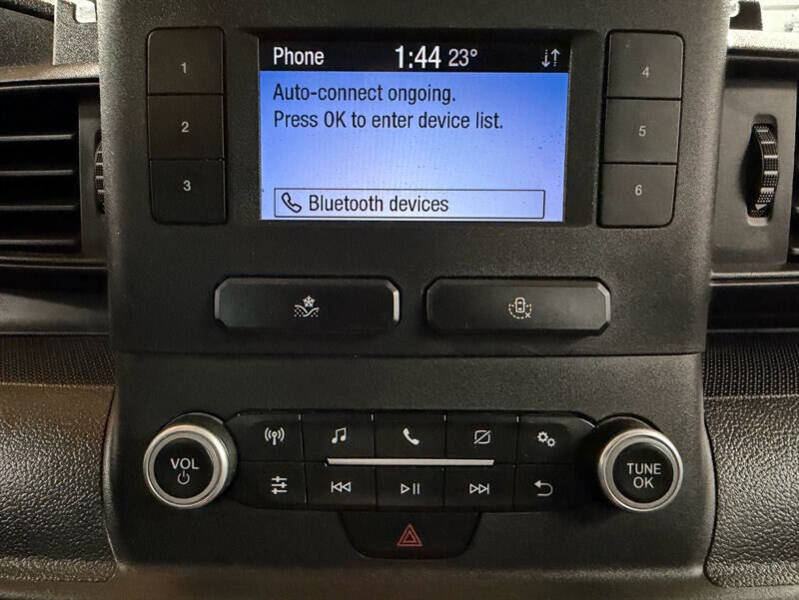 Phone 1:44 23°
Auto-connect ongoing.
Press OK to enter device list.
Bluetooth devices
1
2
3
4
5
6
VOL
TUNE
OK